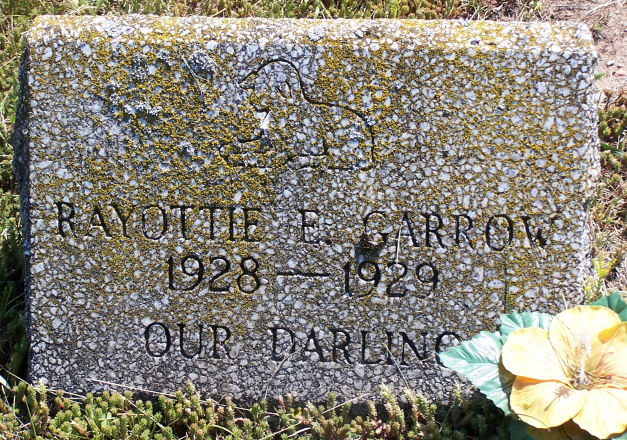 RAYOTTIE E. GARROW
1928 — 1929
OUR DARLING